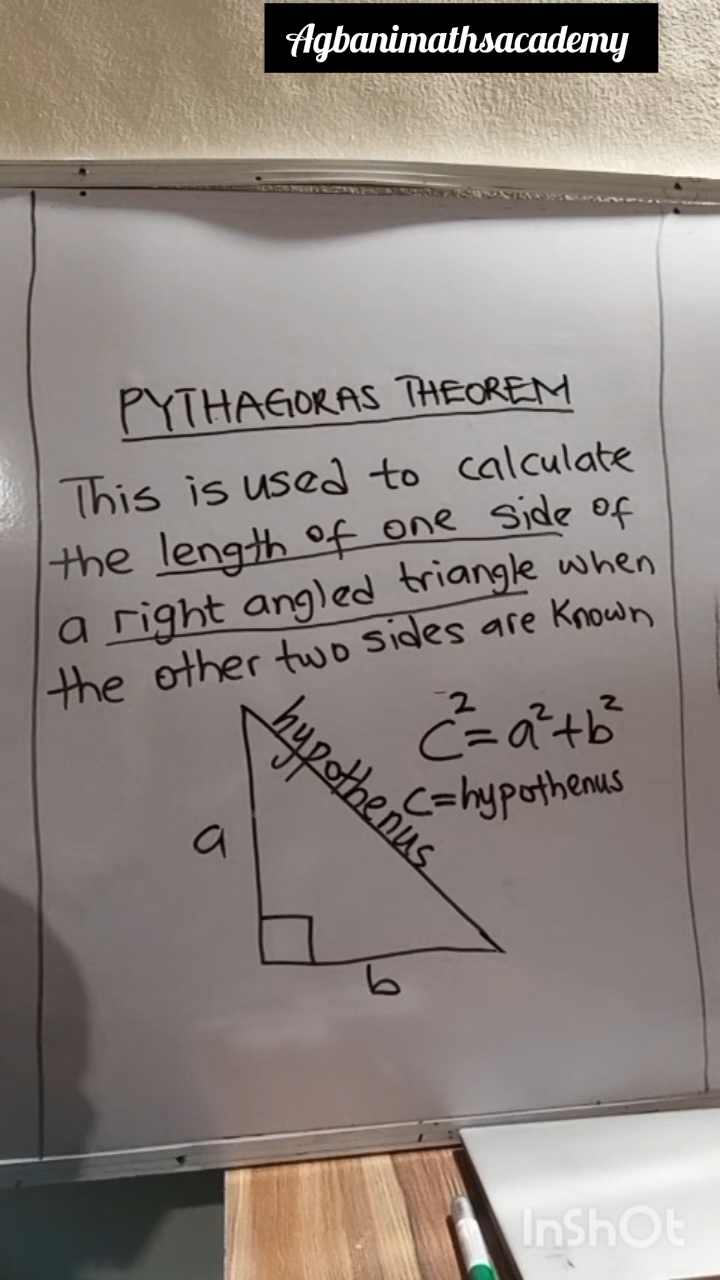 Agbanimathsacademy
PYTHAGORAS THEOREM
This is used to calculate
the length of one side of
a right angled triangle when
the other two sides are known
hypothenus
c²=a²+b²
c=hypothenus
a
b
InShOt